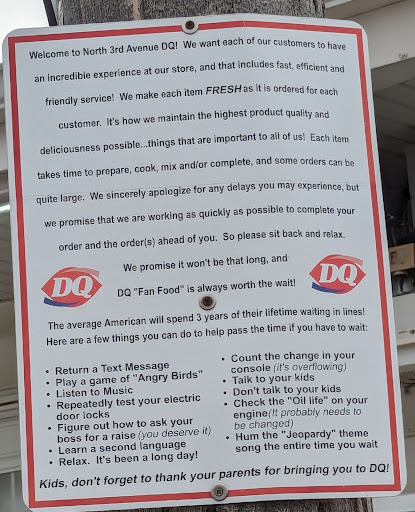 Welcome to North 3rd Avenue DQ! We want each of our customers to have
an incredible experience at our store, and that includes fast, efficient and
friendly service! We make each item FRESH as it is ordered for each
customer. It's how we maintain the highest product quality and
deliciousness possible...things that are important to all of us! Each item
takes time to prepare, cook, mix and/or complete, and some orders can be
quite large. We sincerely apologize for any delays you may experience, but
we promise that we are working as quickly as possible to complete your
order and the order(s) ahead of you. So please sit back and relax.
We promise it won't be that long, and
DQ "Fan Food" is always worth the wait!
DQ
DQ
The average American will spend 3 years of their lifetime waiting in lines!
Here are a few things you can do to help pass the time if you have to wait:
• Return a Text Message
• Play a game of "Angry Birds"
• Listen to Music
• Repeatedly test your electric
door locks
• Figure out how to ask your
boss for a raise (you deserve it)
• Learn a second language
• Relax. It's been a long day!
• Count the change in your
console (it's overflowing)
• Talk to your kids
• Don't talk to your kids
• Check the "Oil life" on your
engine (It probably needs to
be changed)
• Hum the "Jeopardy" theme
song the entire time you wait
Kids, don't forget to thank your parents for bringing you to DQ!